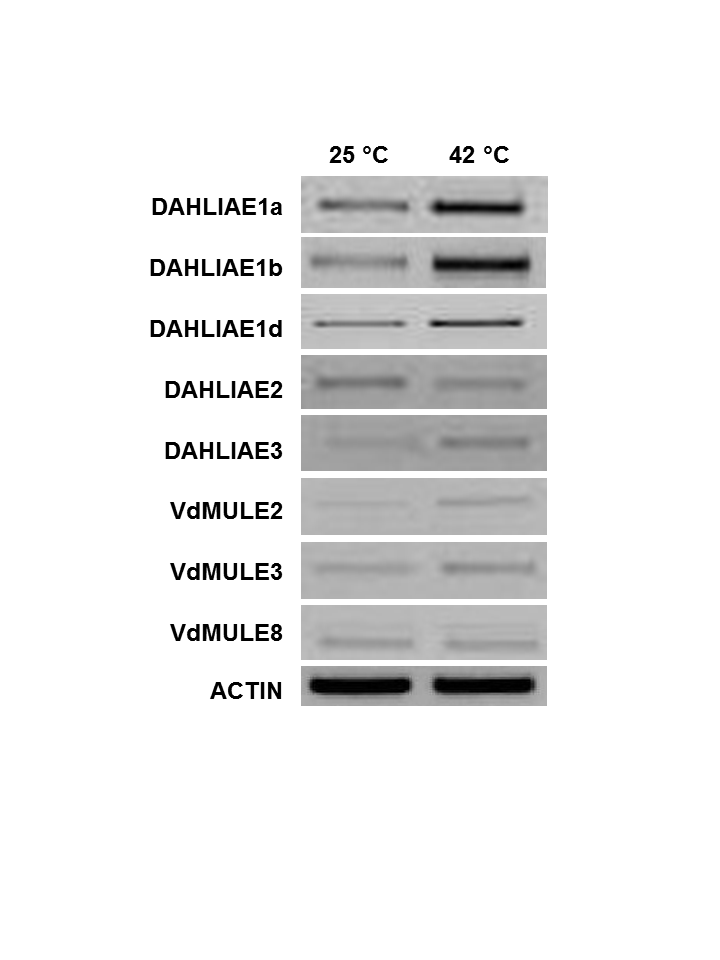 25 °C 42 °C
DAHLIAE1a
DAHLIAE1b
DAHLIAE1d
DAHLIAE2
DAHLIAE3
VdMULE2
VdMULE3
VdMULE8
ACTIN